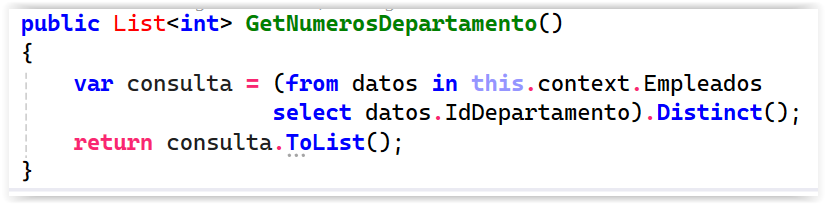 public List<int> GetNumerosDepartamento()
{
    var consulta = (from datos in this.context.Empleados
                    select datos.IdDepartamento).Distinct();
    return consulta.ToList();
}